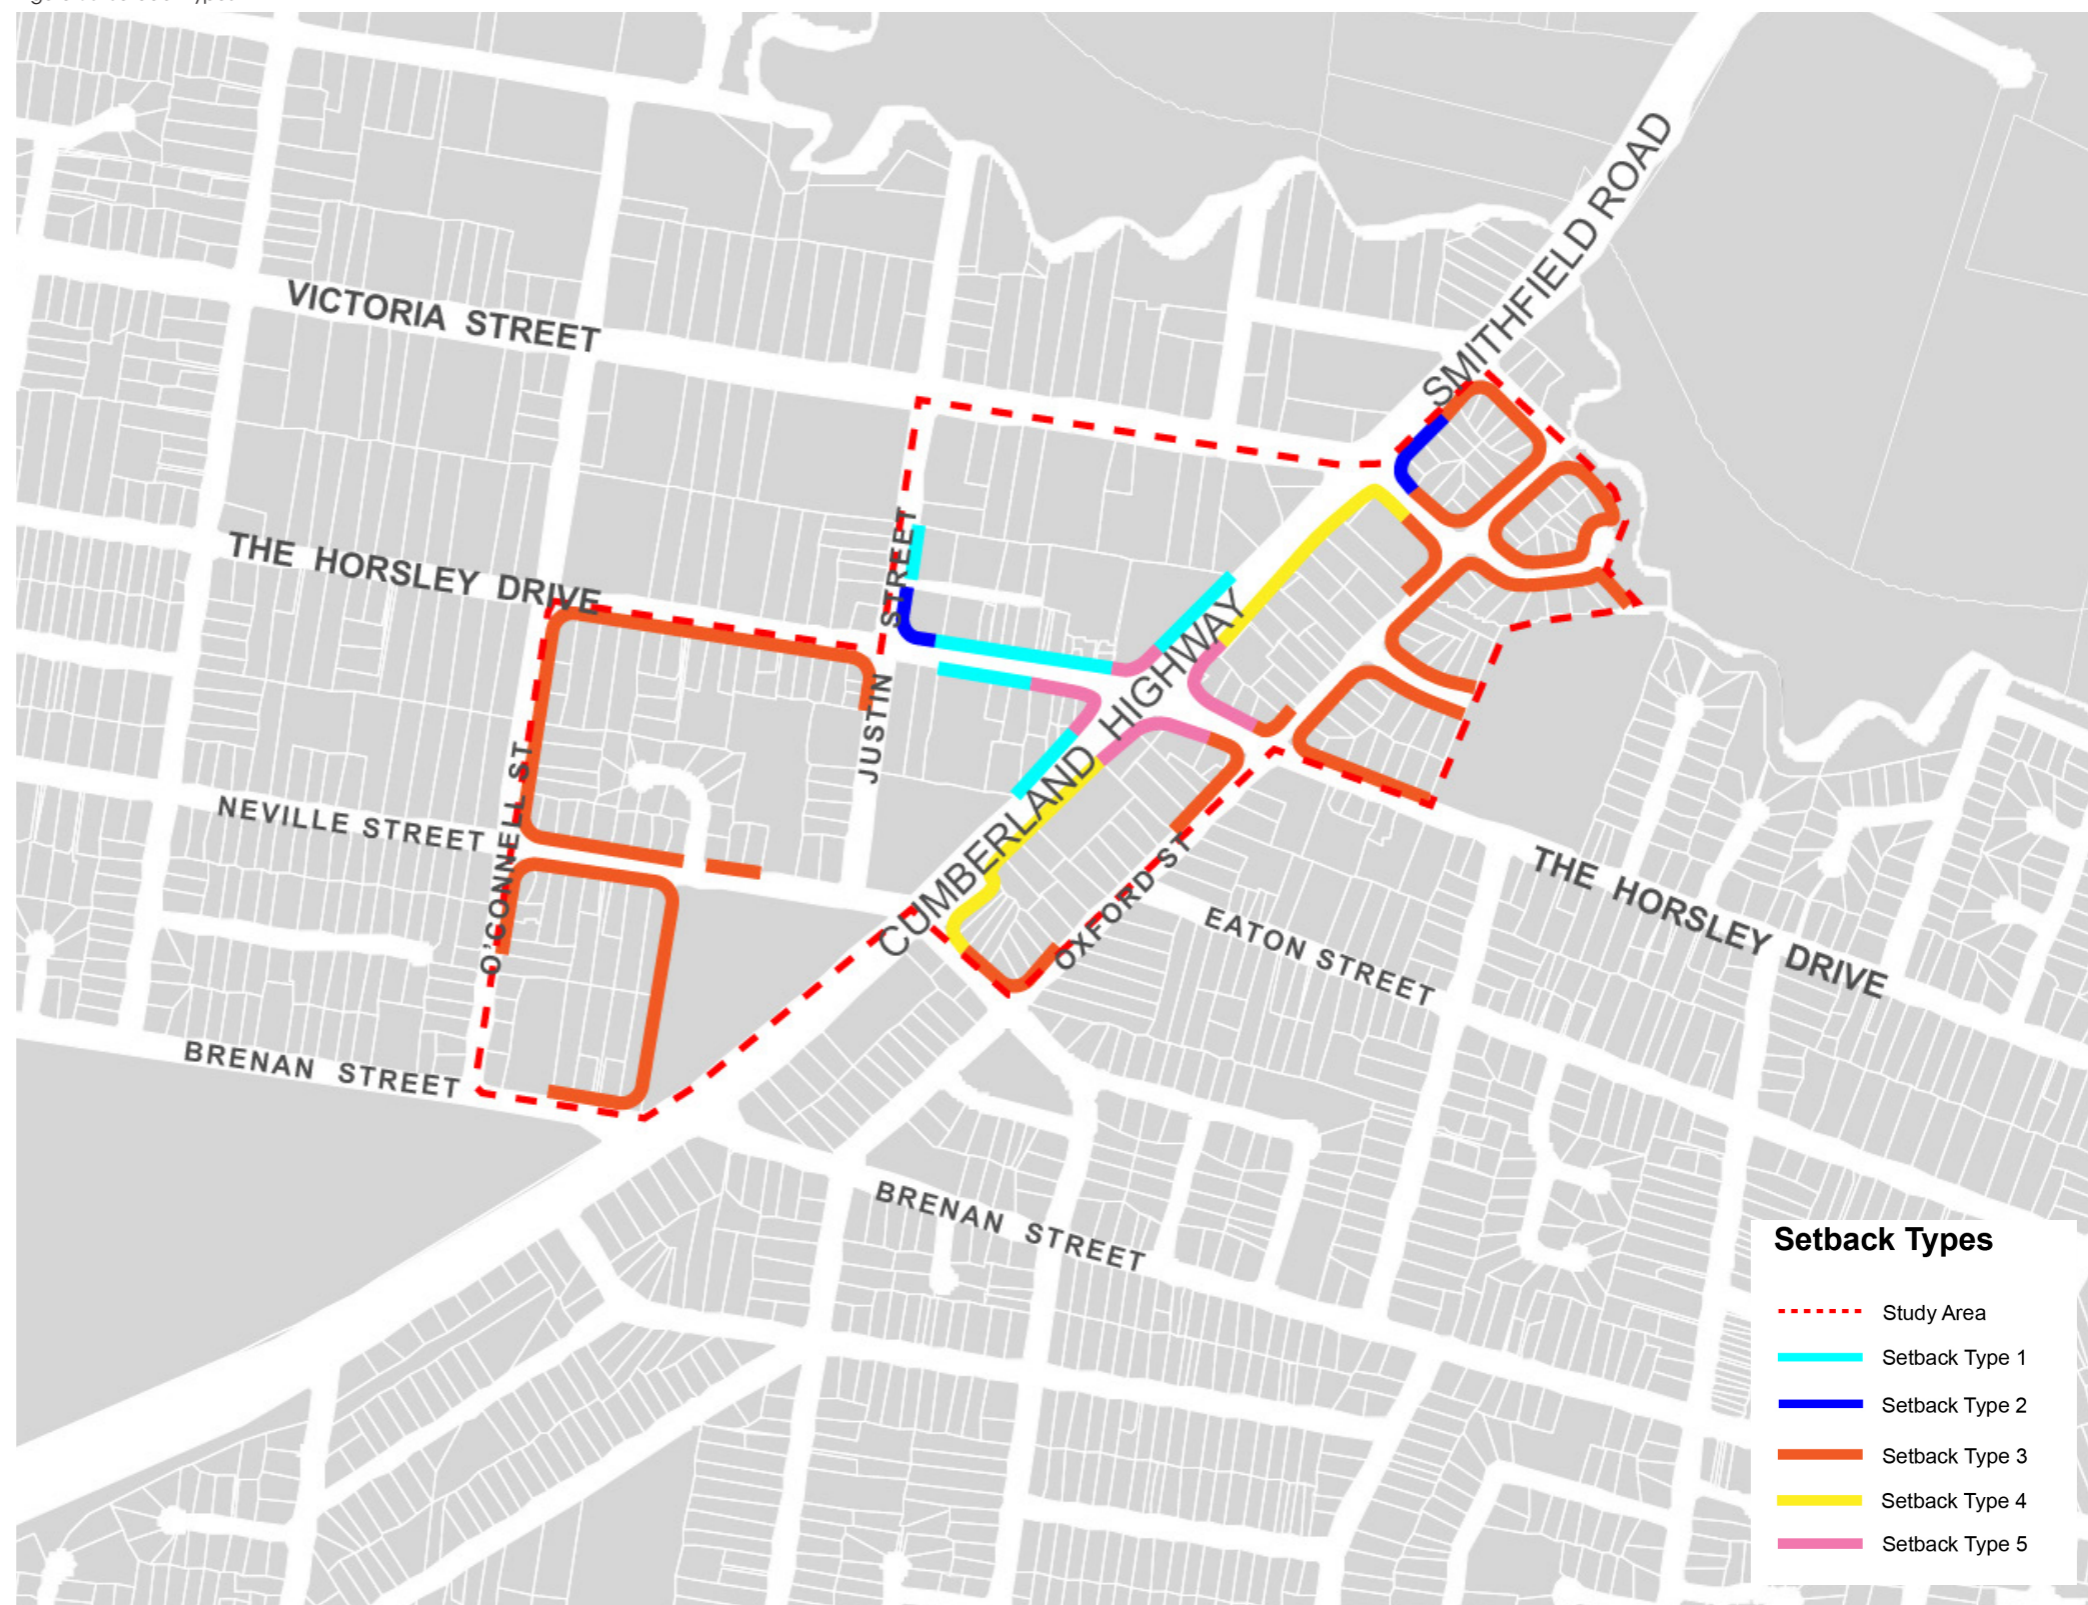 SMITHFIELD ROAD
VICTORIA STREET
THE HORSLEY DRIVE
JUSTIN STREET
CUMBERLAND HIGHWAY
O'CONNELL ST
NEVILLE STREET
OXFORD ST
EATON STREET
THE HORSLEY DRIVE
BRENAN STREET
BRENAN STREET
Setback Types
Study Area
Setback Type 1
Setback Type 2
Setback Type 3
Setback Type 4
Setback Type 5